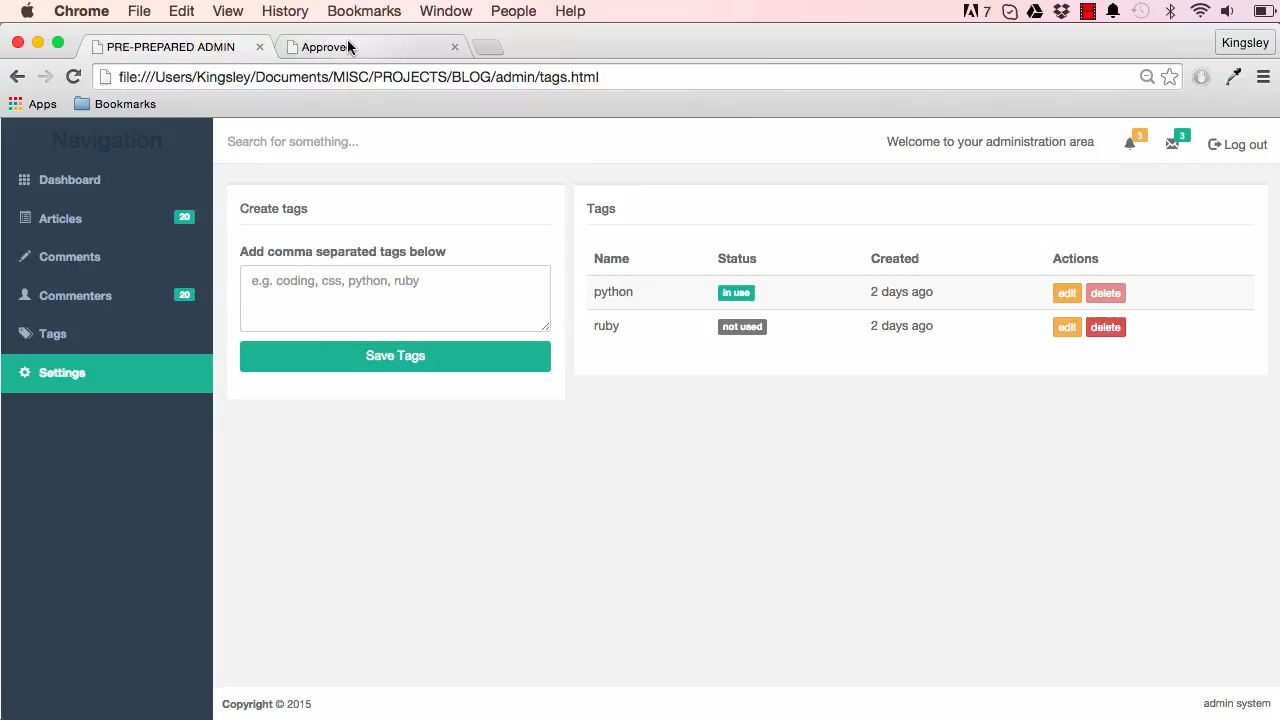 Chrome File Edit View History Bookmarks Window People Help 7
PRE-PREPARED ADMIN
Approve
Kingsley
file:///Users/Kingsley/Documents/MISC/PROJECTS/BLOG/admin/tags.html
Apps Bookmarks
Navigation
Dashboard
Articles 20
Comments
Commenters 20
Tags
Settings
Search for something...
Welcome to your administration area 3 3 Log out
Create tags
Add comma separated tags below
e.g. coding, css, python, ruby
Save Tags
Tags
Name Status Created Actions
python in use 2 days ago edit delete
ruby not used 2 days ago edit delete
Copyright © 2015
admin system